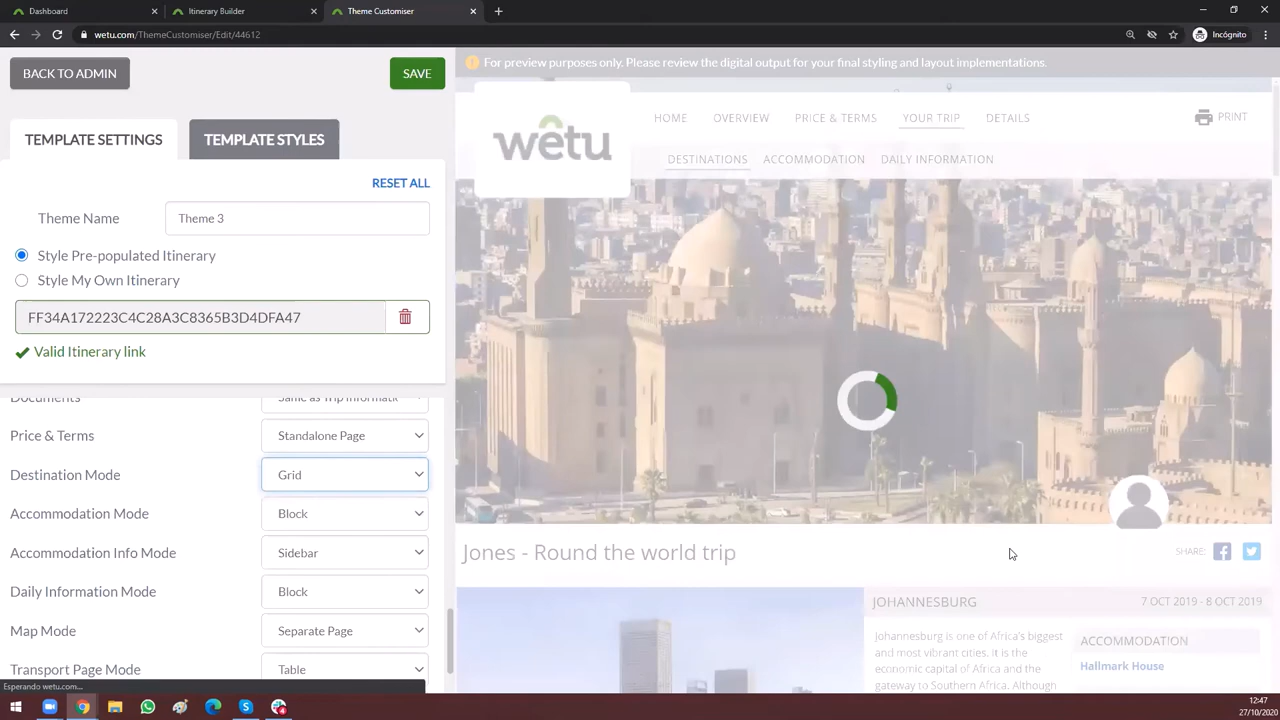 Dashboard
Itinerary Builder
Theme Customiser
wetu.com/ThemeCustomiser/Edit/44612
Incógnito
BACK TO ADMIN
SAVE
For preview purposes only. Please review the digital output for your final styling and layout implementations.
TEMPLATE SETTINGS
TEMPLATE STYLES
wetu
HOME
OVERVIEW
PRICE & TERMS
YOUR TRIP
DETAILS
PRINT
DESTINATIONS
ACCOMMODATION
DAILY INFORMATION
RESET ALL
Theme Name
Theme 3
Style Pre-populated Itinerary
Style My Own Itinerary
FF34A172223C4C28A3C8365B3D4DFA47
Valid Itinerary link
Documents
Same as Trip Informatic
Price & Terms
Standalone Page
Destination Mode
Grid
Accommodation Mode
Block
Accommodation Info Mode
Sidebar
Daily Information Mode
Block
Map Mode
Separate Page
Transport Page Mode
Table
Esperando wetu.com...
Jones - Round the world trip
SHARE:
JOHANNESBURG
7 OCT 2019 - 8 OCT 2019
Johannesburg is one of Africa's biggest
and most vibrant cities. It is the
economic capital of Africa and the
gateway to Southern Africa. Although
ACCOMMODATION
Hallmark House
12:47
27/10/2020